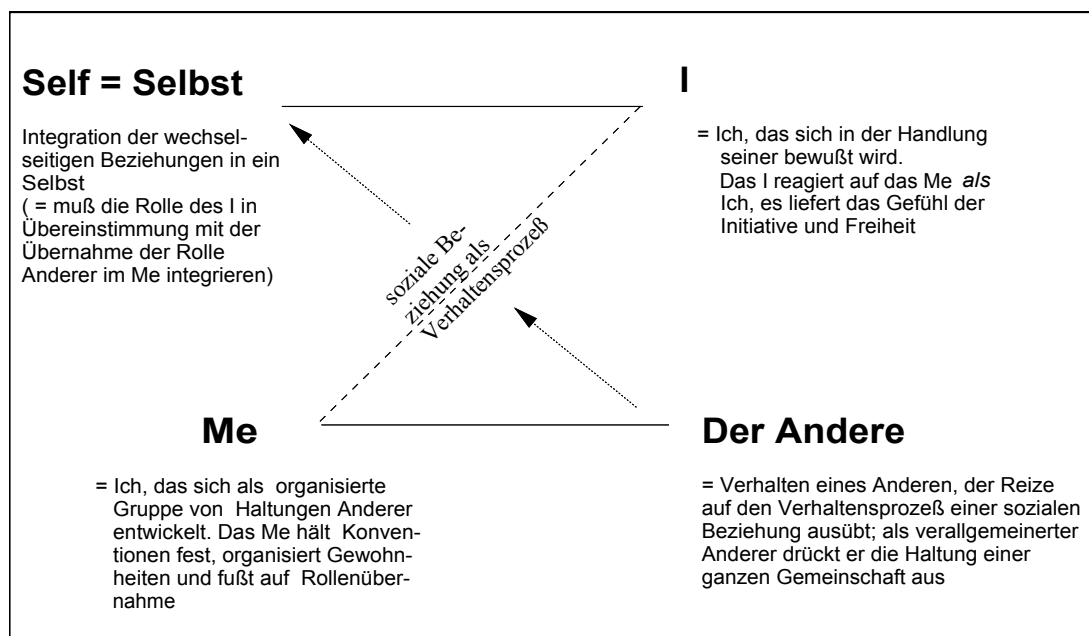 Self = Selbst
Integration der wechsel-
seitigen Beziehungen in ein
Selbst
( = muß die Rolle des I in
Übereinstimmung mit der
Übernahme der Rolle
Anderer im Me integrieren)
I
= Ich, das sich in der Handlung
seiner bewußt wird.
Das I reagiert auf das Me als
Ich, es liefert das Gefühl der
Initiative und Freiheit
soziale Be-
ziehung als
Verhaltensprozeß
Me
= Ich, das sich als organisierte
Gruppe von Haltungen Anderer
entwickelt. Das Me hält Konven-
tionen fest, organisiert Gewohn-
heiten und fußt auf Rollenüber-
nahme
Der Andere
= Verhalten eines Anderen, der Reize
auf den Verhaltensprozeß einer sozialen
Beziehung ausübt; als verallgemeinerter
Anderer drückt er die Haltung einer
ganzen Gemeinschaft aus